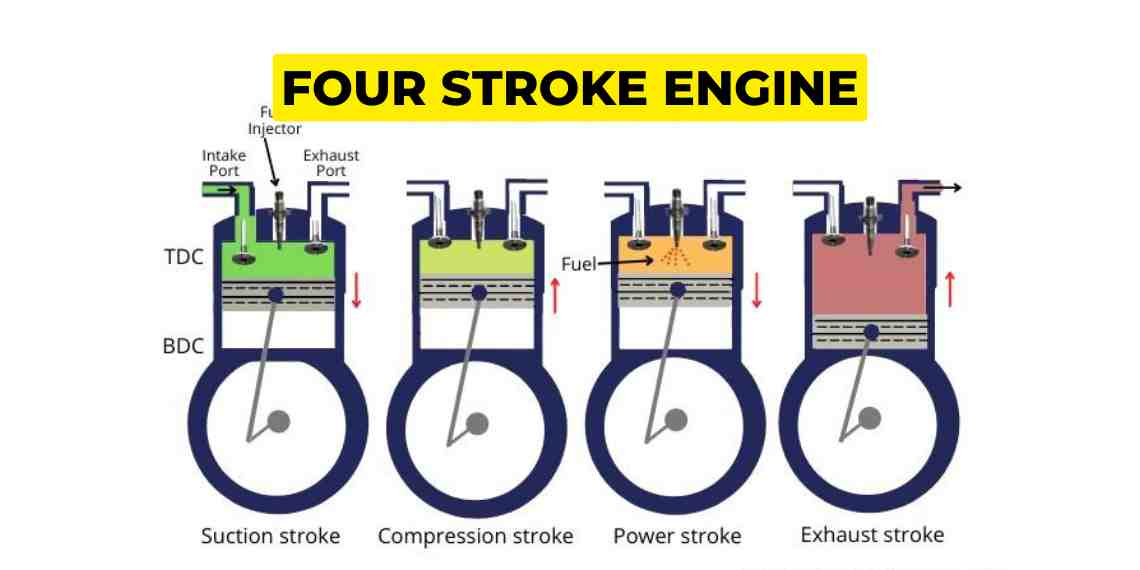 FOUR STROKE ENGINE
Injector
Intake
Port
Exhaust
Port
TDC
Fuel
BDC
Suction stroke
Compression stroke
Power stroke
Exhaust stroke